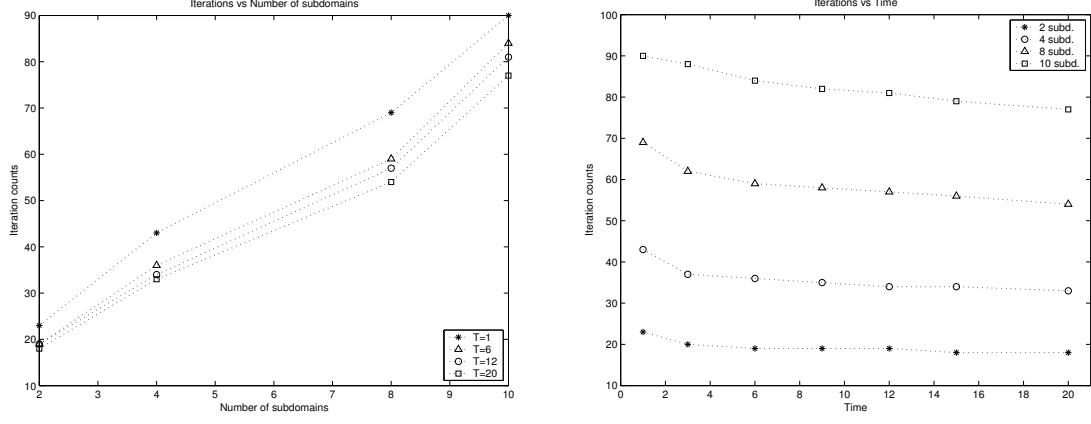 Iterations vs Number of subdomains
90
80
70
60
50
40
30
20
10
Iteration counts
2
3
4
5
6
7
8
9
10
Number of subdomains
T=1
T=6
T=12
T=20
Iterations vs Time
100
90
80
70
60
50
40
30
20
10
Iteration counts
0
2
4
6
8
10
12
14
16
18
20
Time
2 subd.
4 subd.
8 subd.
10 subd.